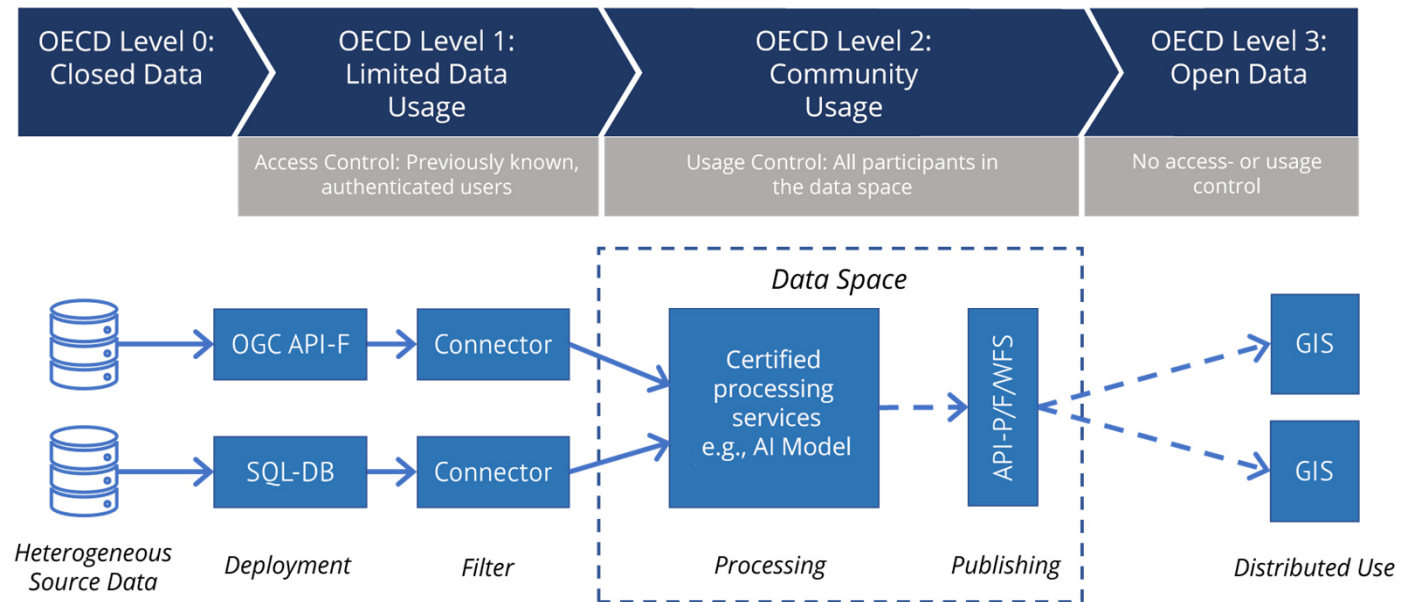 OECD Level 0:
Closed Data
OECD Level 1:
Limited Data
Usage
OECD Level 2:
Community
Usage
OECD Level 3:
Open Data
Access Control: Previously known,
authenticated users
Usage Control: All participants in
the data space
No access- or usage
control
Data Space
OGC API-F
Connector
SQL-DB
Connector
Certified
processing
services
e.g., AI Model
API-P/F/WFS
GIS
GIS
Heterogeneous
Source Data
Deployment
Filter
Processing
Publishing
Distributed Use